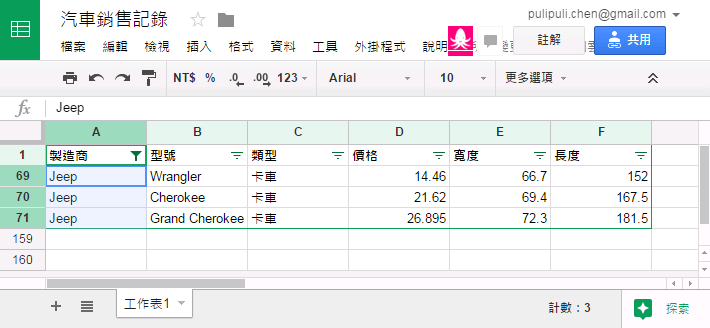 汽車銷售記錄
pulipuli.chen@gmail.com
檔案 編輯 檢視 插入 格式 資料 工具 外掛程式 說明
註解
共用
NT$ % .0 .00 123 Arial 10 更多選項
fx Jeep
A B C D E F
1 製造商 型號 類型 價格 寬度 長度
69 Jeep Wrangler 卡車 14.46 66.7 152
70 Jeep Cherokee 卡車 21.62 69.4 167.5
71 Jeep Grand Cherokee 卡車 26.895 72.3 181.5
159
160
工作表1 計數：3 探索